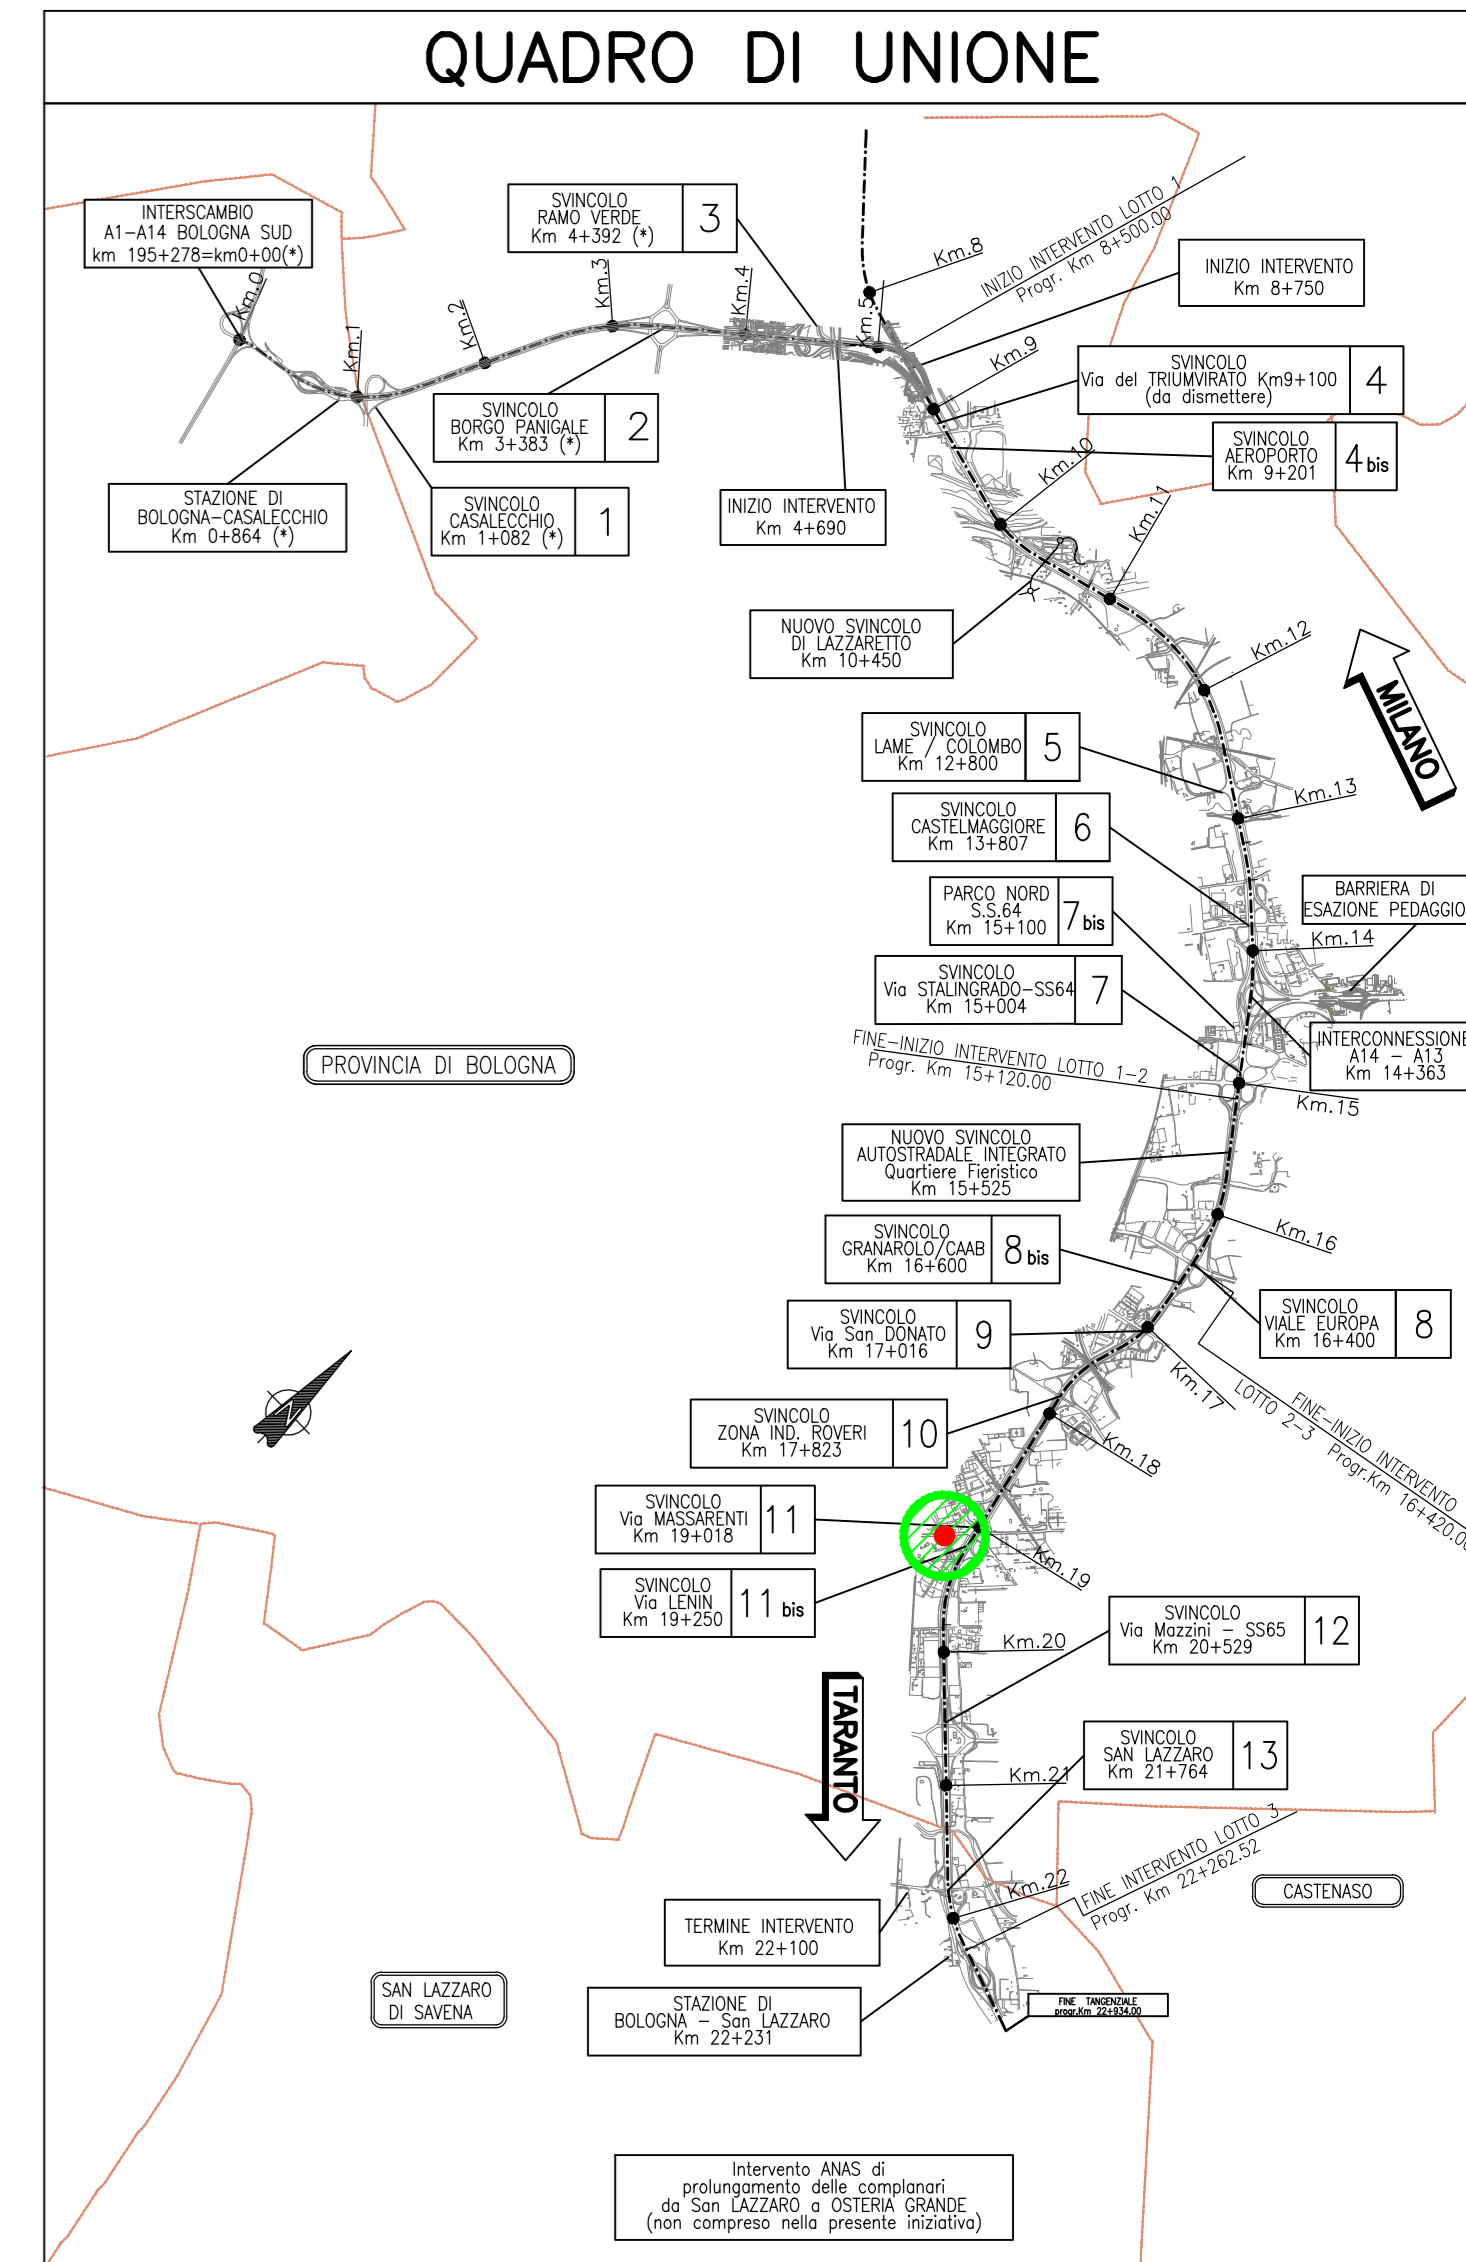 QUADRO DI UNIONE
INTERSCAMBIO
A1-A14 BOLOGNA SUD
km 195+278=km0+00(*)
SVINCOLO
RAMO VERDE
Km 4+392 (*)
3
Km.0
Km.1
Km.2
Km.3
Km.4
Km.5
Km.8
INIZIO INTERVENTO LOTTO 1
Progr. Km 8+500.00
INIZIO INTERVENTO
Km 8+750
Km.9
SVINCOLO
Via del TRIUMVIRATO Km9+100
(da dismettere)
4
SVINCOLO
BORGO PANIGALE
Km 3+383 (*)
2
SVINCOLO
AEROPORTO
Km 9+201
4 bis
Km.10
STAZIONE DI
BOLOGNA-CASALECCHIO
Km 0+864 (*)
SVINCOLO
CASALECCHIO
Km 1+082 (*)
1
INIZIO INTERVENTO
Km 4+690
Km.11
NUOVO SVINCOLO
DI LAZZARETTO
Km 10+450
Km.12
MILANO
SVINCOLO
LAME / COLOMBO
Km 12+800
5
Km.13
SVINCOLO
CASTELMAGGIORE
Km 13+807
6
PARCO NORD
S.S.64
Km 15+100
7 bis
BARRIERA DI
ESAZIONE PEDAGGIO
Km.14
SVINCOLO
Via STALINGRADO-SS64
Km 15+004
7
FINE-INIZIO INTERVENTO LOTTO 1-2
Progr. Km 15+120.00
INTERCONNESSIONE
A14 - A13
Km 14+363
PROVINCIA DI BOLOGNA
Km.15
NUOVO SVINCOLO
AUTOSTRADALE INTEGRATO
Quartiere Fieristico
Km 15+525
Km.16
SVINCOLO
GRANAROLO/CAAB
Km 16+600
8 bis
SVINCOLO
VIALE EUROPA
Km 16+400
8
SVINCOLO
Via San DONATO
Km 17+016
9
Km.17
FINE-INIZIO INTERVENTO
LOTTO 2-3 Progr.Km 16+420.00
SVINCOLO
ZONA IND. ROVERI
Km 17+823
10
Km.18
SVINCOLO
Via MASSARENTI
Km 19+018
11
Km.19
SVINCOLO
Via LENIN
Km 19+250
11 bis
SVINCOLO
Via Mazzini - SS65
Km 20+529
12
Km.20
TARANTO
SVINCOLO
SAN LAZZARO
Km 21+764
13
Km.21
FINE INTERVENTO LOTTO 3
Progr. Km 22+262.52
Km.22
CASTENASO
TERMINE INTERVENTO
Km 22+100
SAN LAZZARO
DI SAVENA
STAZIONE DI
BOLOGNA - San LAZZARO
Km 22+231
FINE TANGENZIALE
progr.Km 22+934.00
Intervento ANAS di
prolungamento delle complanari
da San LAZZARO a OSTERIA GRANDE
(non compreso nella presente iniziativa)